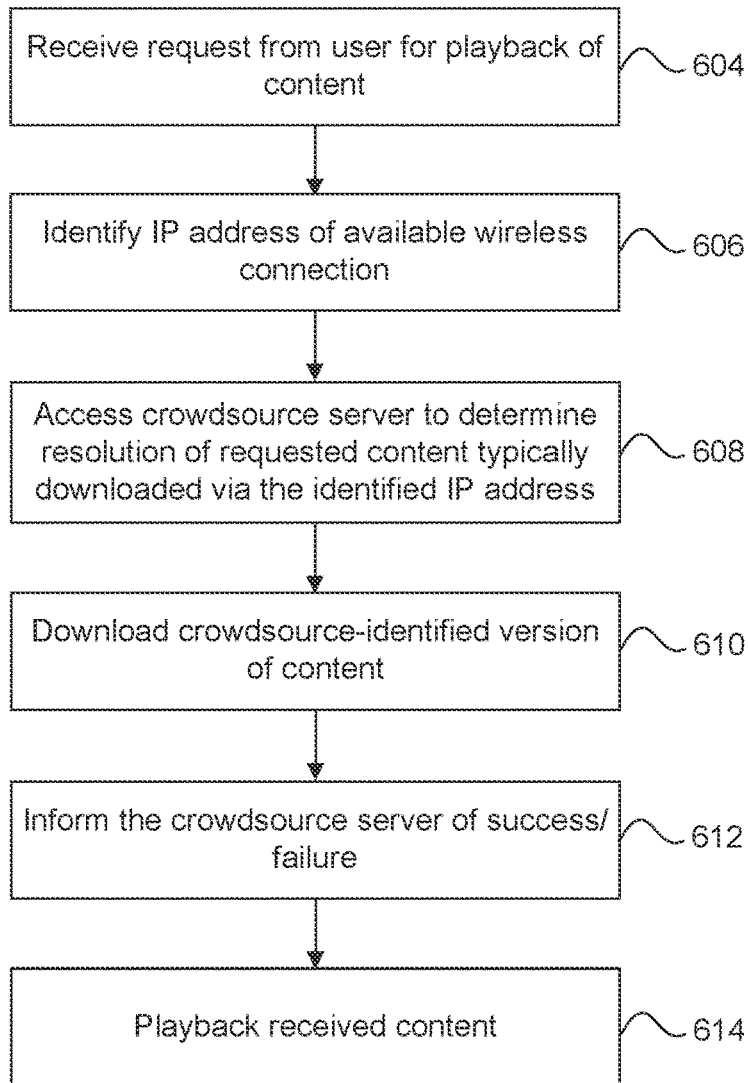 Receive request from user for playback of
content
604
Identify IP address of available wireless
connection
606
Access crowdsource server to determine
resolution of requested content typically
downloaded via the identified IP address
608
Download crowdsource-identified version
of content
610
Inform the crowdsource server of success/
failure
612
Playback received content
614